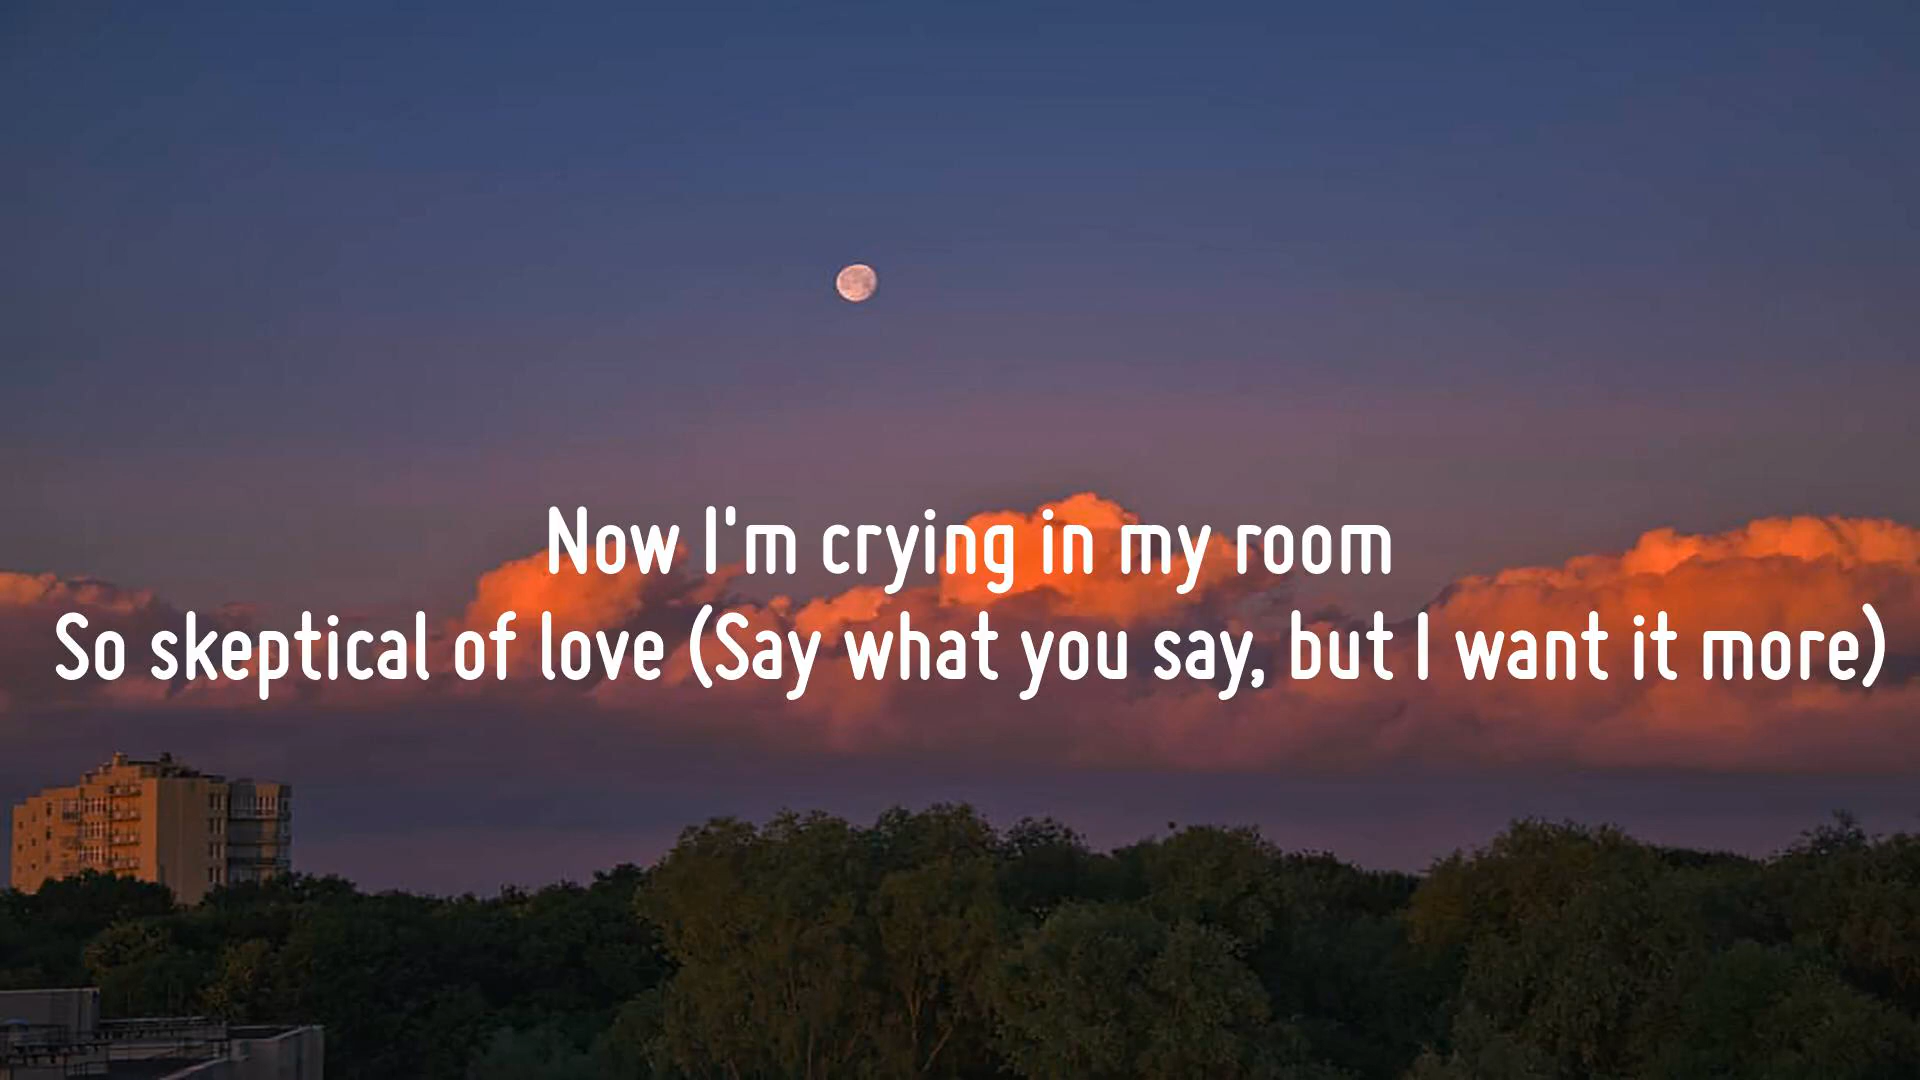 Now I'm crying in my room
So skeptical of love (Say what you say, but I want it more)